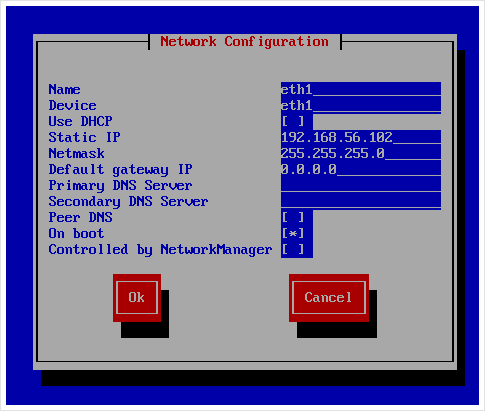 Network Configuration
Name eth1
Device eth1
Use DHCP [ ]
Static IP 192.168.56.102
Netmask 255.255.255.0
Default gateway IP 0.0.0.0
Primary DNS Server
Secondary DNS Server
Peer DNS [ ]
On boot [*]
Controlled by NetworkManager [ ]
Ok Cancel